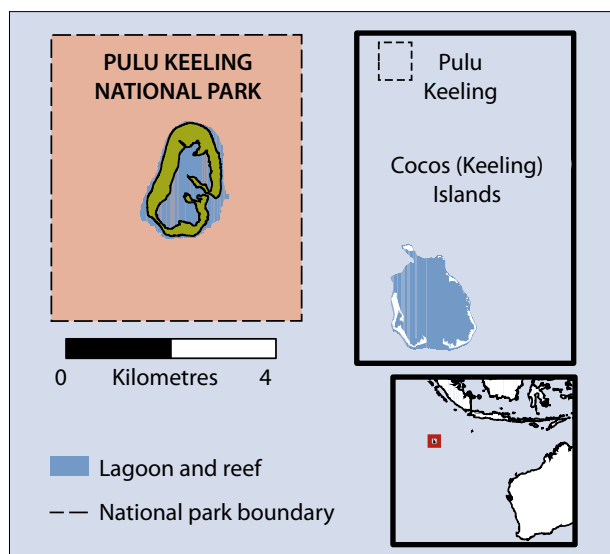 PULU KEELING
NATIONAL PARK
Pulu
Keeling
Cocos (Keeling)
Islands
0 Kilometres 4
Lagoon and reef
National park boundary